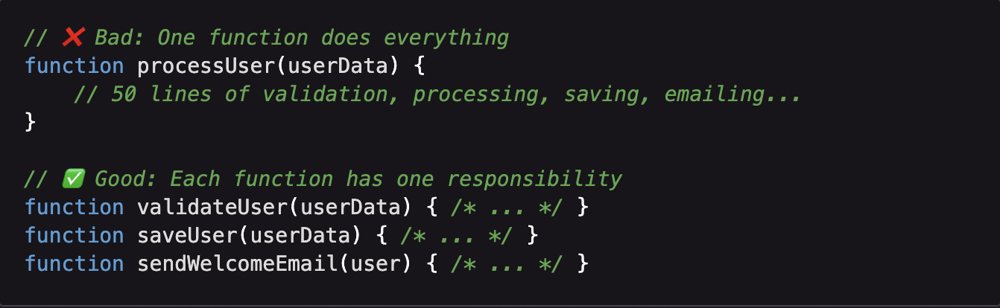 // ❌ Bad: One function does everything
function processUser(userData) {
    // 50 lines of validation, processing, saving, emailing...
}

// ✅ Good: Each function has one responsibility
function validateUser(userData) { /* ... */ }
function saveUser(userData) { /* ... */ }
function sendWelcomeEmail(user) { /* ... */ }